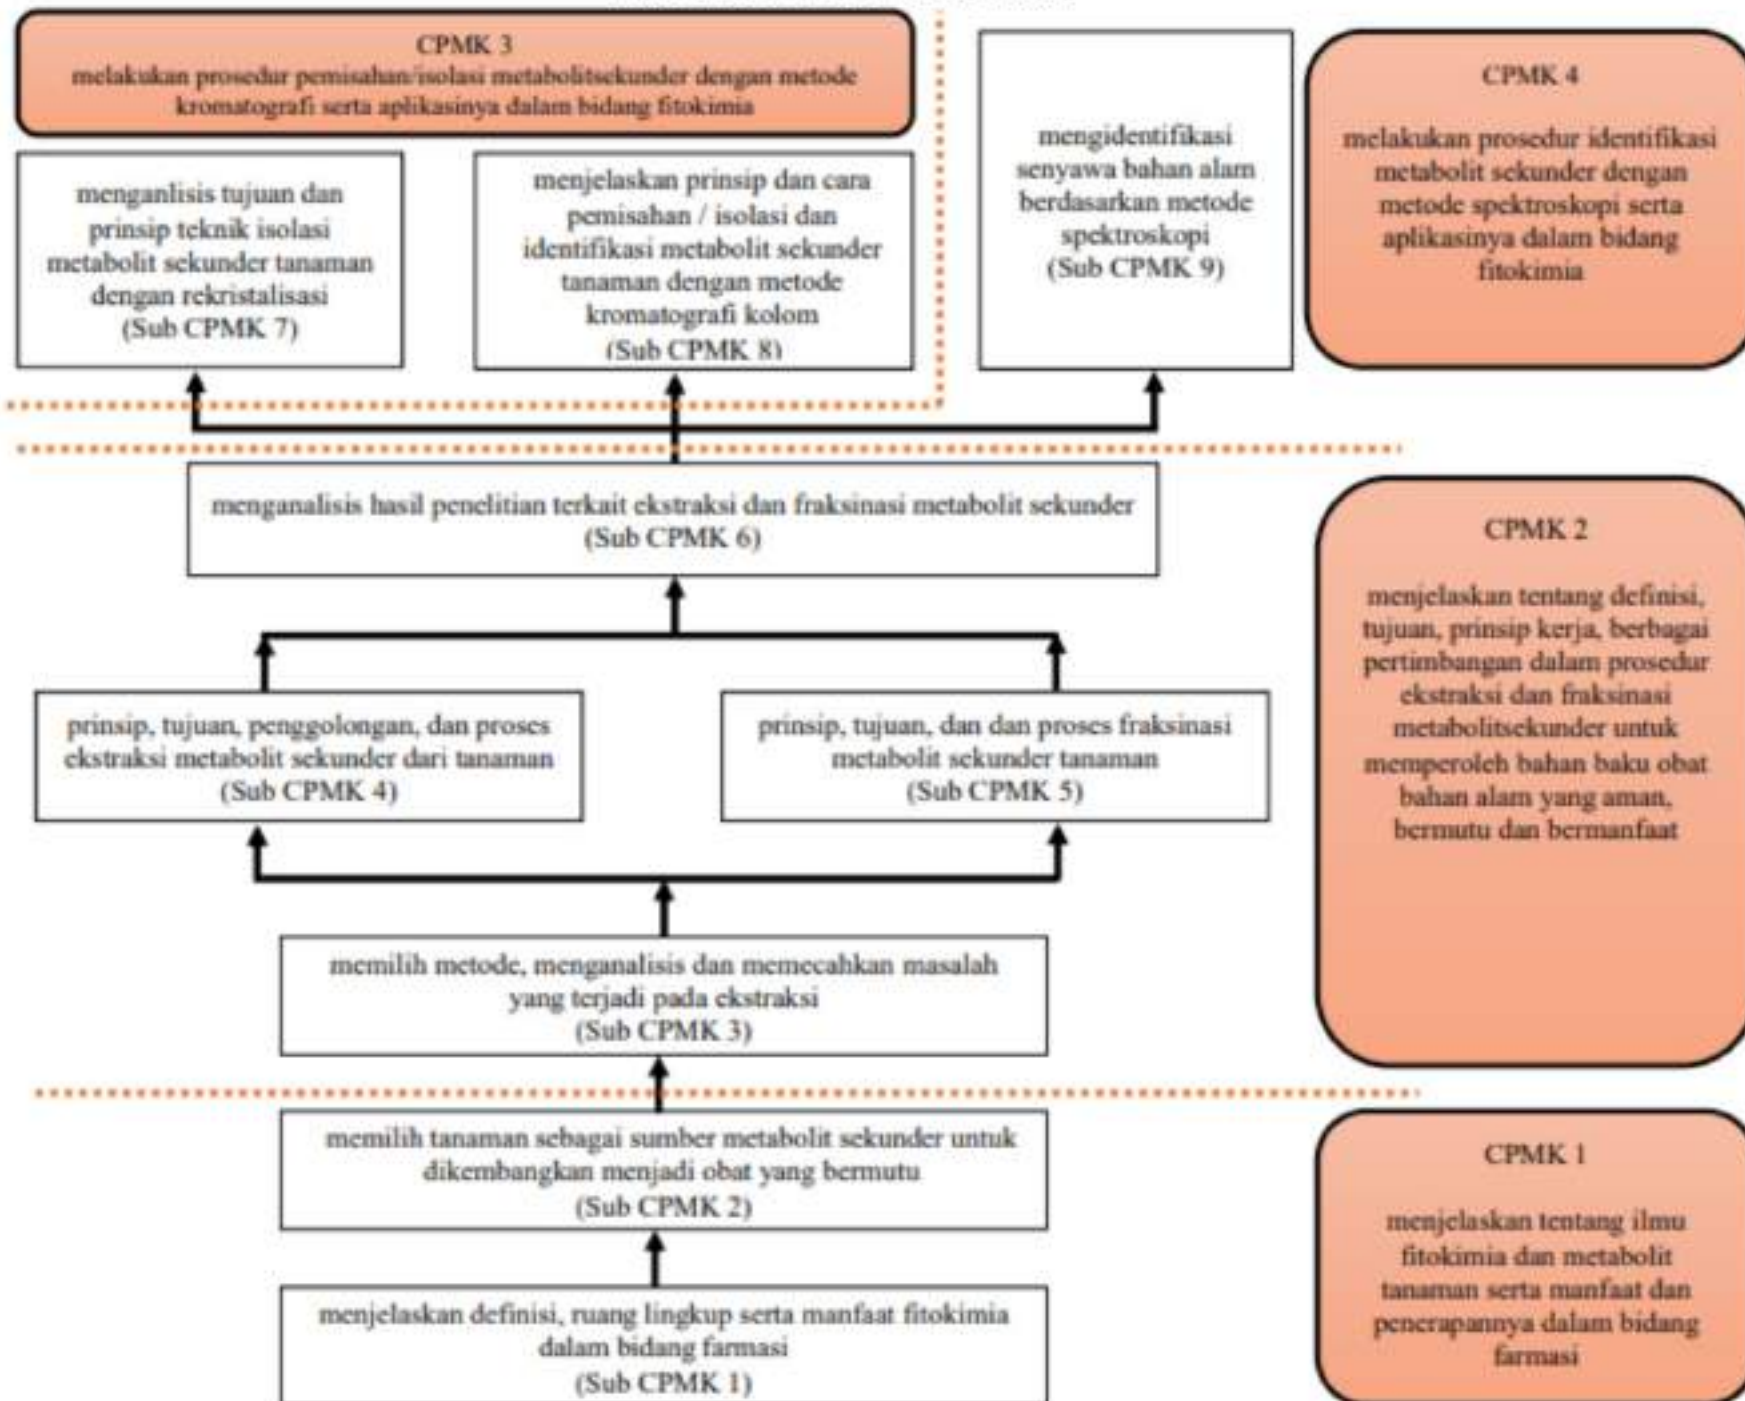 CPMK 3
melakukan prosedur pemisahan/isolasi metabolitsekunder dengan metode
kromatografi serta aplikasinya dalam bidang fitokimia
menganlisis tujuan dan
prinsip teknik isolasi
metabolit sekunder tanaman
dengan rekristalisasi
(Sub CPMK 7)
menjelaskan prinsip dan cara
pemisahan / isolasi dan
identifikasi metabolit sekunder
tanaman dengan metode
kromatografi kolom
(Sub CPMK 8)
mengidentifikasi
senyawa bahan alam
berdasarkan metode
spektroskopi
(Sub CPMK 9)
CPMK 4
melakukan prosedur identifikasi
metabolit sekunder dengan
metode spektroskopi serta
aplikasinya dalam bidang
fitokimia
menganalisis hasil penelitian terkait ekstraksi dan fraksinasi metabolit sekunder
(Sub CPMK 6)
CPMK 2
menjelaskan tentang definisi,
tujuan, prinsip kerja, berbagai
pertimbangan dalam prosedur
ekstraksi dan fraksinasi
metabolitsekunder untuk
memperoleh bahan baku obat
bahan alam yang aman,
bermutu dan bermanfaat
prinsip, tujuan, penggolongan, dan proses
ekstraksi metabolit sekunder dari tanaman
(Sub CPMK 4)
prinsip, tujuan, dan dan proses fraksinasi
metabolit sekunder tanaman
(Sub CPMK 5)
memilih metode, menganalisis dan memecahkan masalah
yang terjadi pada ekstraksi
(Sub CPMK 3)
memilih tanaman sebagai sumber metabolit sekunder untuk
dikembangkan menjadi obat yang bermutu
(Sub CPMK 2)
CPMK 1
menjelaskan tentang ilmu
fitokimia dan metabolit
tanaman serta manfaat dan
penerapannya dalam bidang
farmasi
menjelaskan definisi, ruang lingkup serta manfaat fitokimia
dalam bidang farmasi
(Sub CPMK 1)